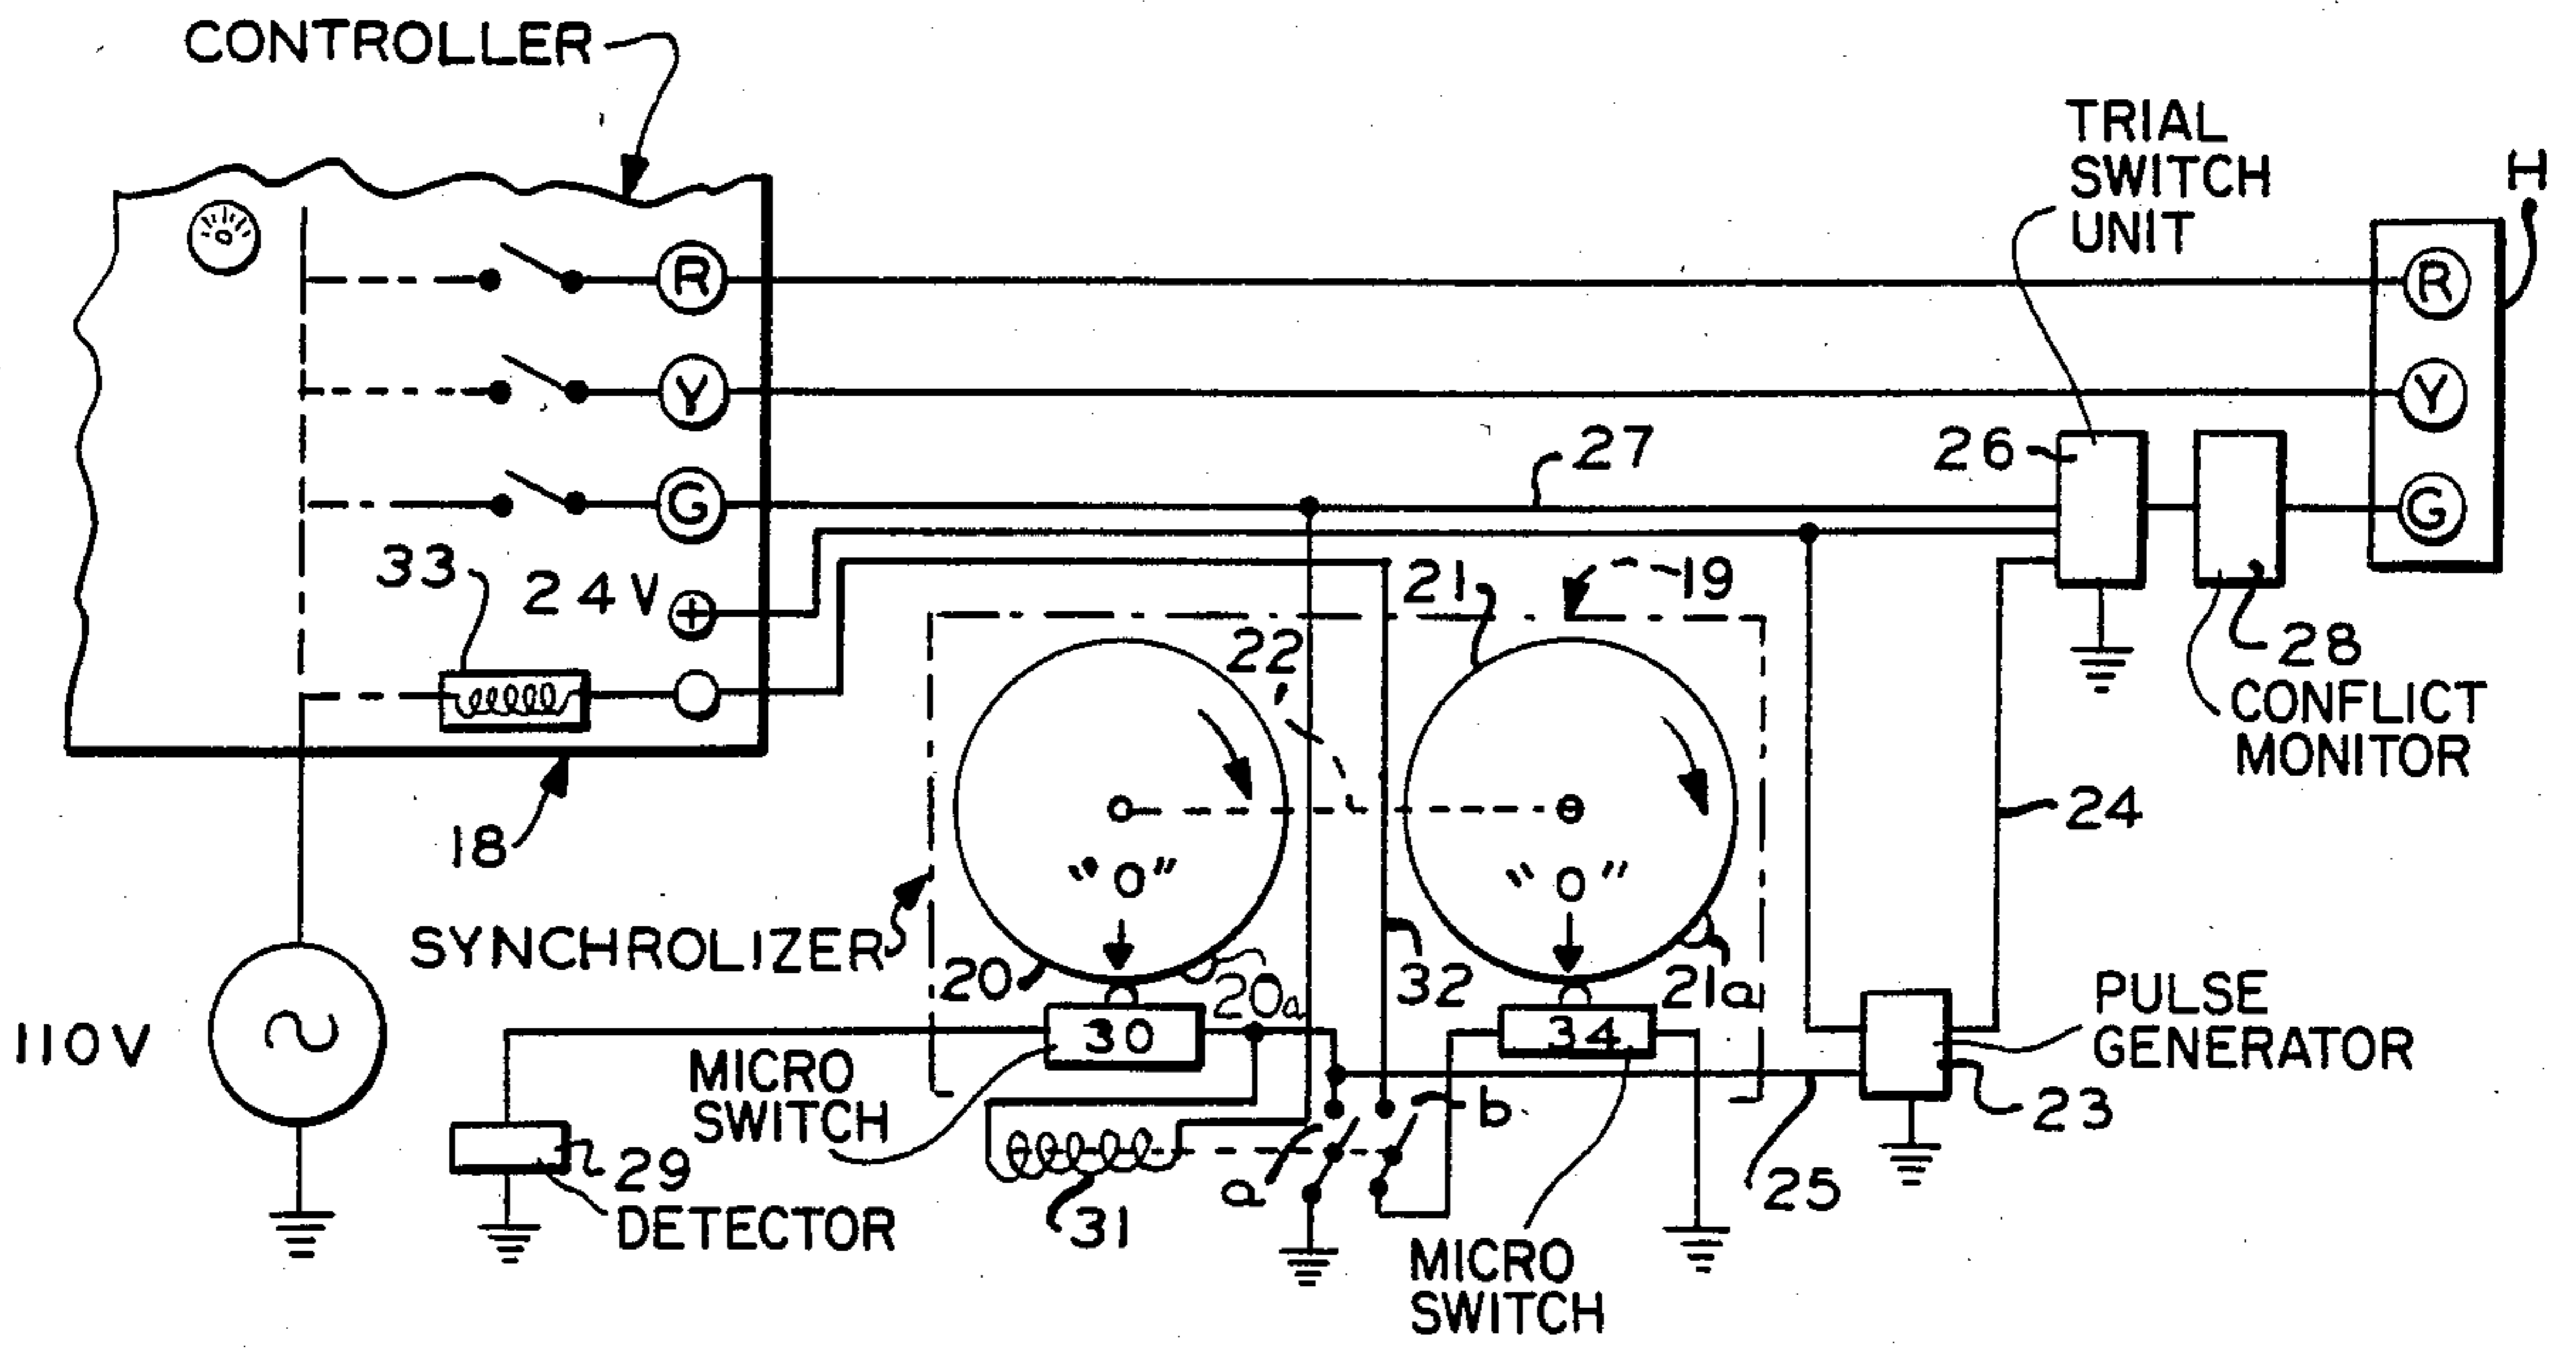 CONTROLLER
TRIAL
SWITCH
UNIT
H
R
R
Y
Y
27
26
G
G
33
24V
+
21
19
22
28
CONFLICT
MONITOR
24
18
"0"
"0"
SYNCHROLIZER
20
20a
32
21a
PULSE
GENERATOR
110V
30
34
MICRO
SWITCH
b
23
29
a
25
DETECTOR
31
MICRO
SWITCH